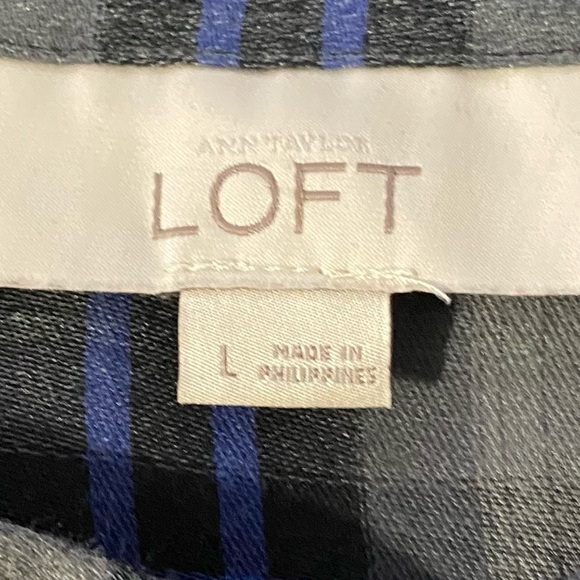 ANN TAYLOR
LOFT
L
MADE IN
PHILIPPINES